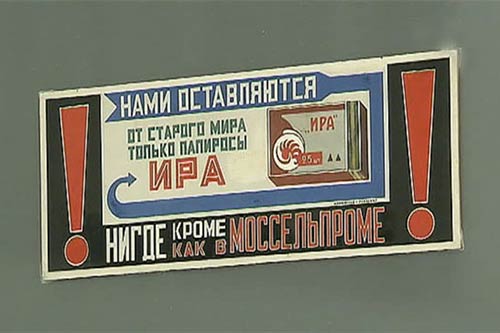 НАМИ ОСТАВЛЯЮТСЯ
ОТ СТАРОГО МИРА
ТОЛЬКО ПАПИРОСЫ
ИРА
„ИРА"
25 шт
НИГДЕ КРОМЕ
КАК В МОССЕЛЬПРОМЕ